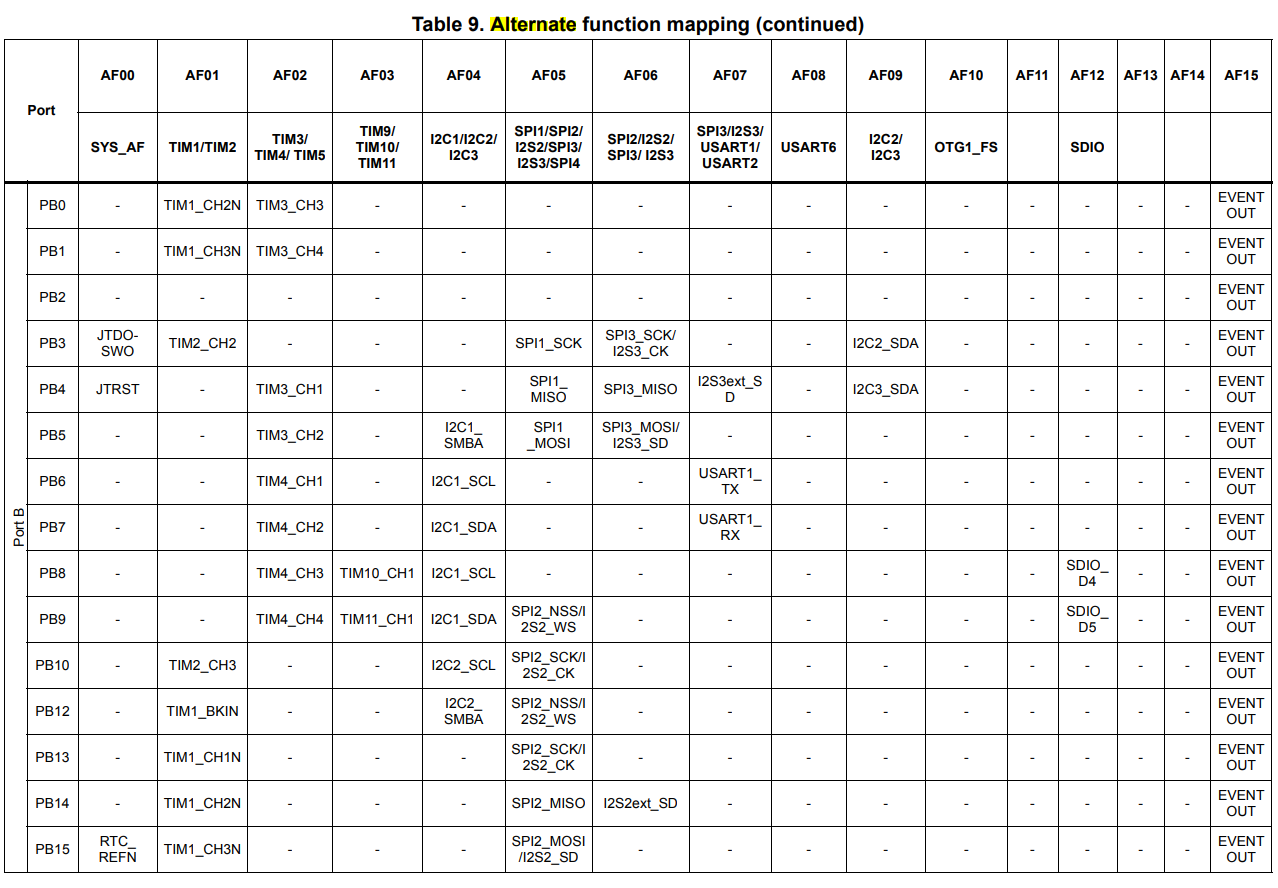 Table 9. Alternate function mapping (continued)
Port AF00 AF01 AF02 AF03 AF04 AF05 AF06 AF07 AF08 AF09 AF10 AF11 AF12 AF13 AF14 AF15
SYS_AF TIM1/TIM2 TIM3/ TIM4/ TIM5 TIM9/ TIM10/ TIM11 I2C1/I2C2/ I2C3 SPI1/SPI2/ I2S2/SPI3/ I2S3/SPI4 SPI2/I2S2/ SPI3/ I2S3 SPI3/I2S3/ USART1/ USART2 USART6 I2C2/ I2C3 OTG1_FS SDIO
Port B
PB0 - TIM1_CH2N TIM3_CH3 - - - - - - - - - - - - EVENT OUT
PB1 - TIM1_CH3N TIM3_CH4 - - - - - - - - - - - - EVENT OUT
PB2 - - - - - - - - - - - - - - - EVENT OUT
PB3 JTDO- SWO TIM2_CH2 - - - SPI1_SCK SPI3_SCK/ I2S3_CK - - I2C2_SDA - - - - - EVENT OUT
PB4 JTRST - TIM3_CH1 - - SPI1_ MISO SPI3_MISO I2S3ext_S D - I2C3_SDA - - - - - EVENT OUT
PB5 - - TIM3_CH2 - I2C1_ SMBA SPI1 _MOSI SPI3_MOSI/ I2S3_SD - - - - - - - - EVENT OUT
PB6 - - TIM4_CH1 - I2C1_SCL - - USART1_ TX - - - - - - - EVENT OUT
PB7 - - TIM4_CH2 - I2C1_SDA - - USART1_ RX - - - - - - - EVENT OUT
PB8 - - TIM4_CH3 TIM10_CH1 I2C1_SCL - - - - - - - SDIO_ D4 - - EVENT OUT
PB9 - - TIM4_CH4 TIM11_CH1 I2C1_SDA SPI2_NSS/I 2S2_WS - - - - - - SDIO_ D5 - - EVENT OUT
PB10 - TIM2_CH3 - - I2C2_SCL SPI2_SCK/I 2S2_CK - - - - - - - - - EVENT OUT
PB12 - TIM1_BKIN - - I2C2_ SMBA SPI2_NSS/I 2S2_WS - - - - - - - - - EVENT OUT
PB13 - TIM1_CH1N - - - SPI2_SCK/I 2S2_CK - - - - - - - - - EVENT OUT
PB14 - TIM1_CH2N - - - SPI2_MISO I2S2ext_SD - - - - - - - - EVENT OUT
PB15 RTC_ REFN TIM1_CH3N - - - SPI2_MOSI /I2S2_SD - - - - - - - - - EVENT OUT